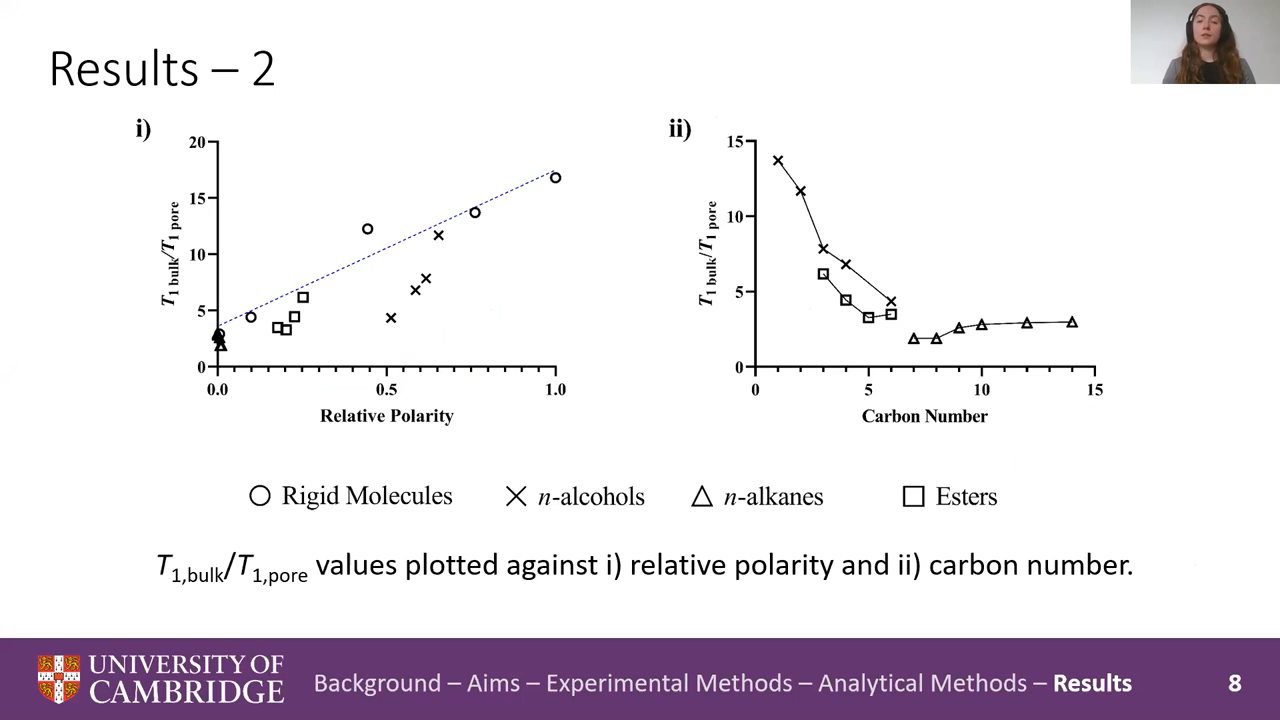 Results – 2
i)
20
15
10
5
0
T1 bulk/T1 pore
0.0
0.5
1.0
Relative Polarity
ii)
15
10
5
0
T1 bulk/T1 pore
0
5
10
15
Carbon Number
Rigid Molecules
n-alcohols
n-alkanes
Esters
T1,bulk/T1,pore values plotted against i) relative polarity and ii) carbon number.
UNIVERSITY OF
CAMBRIDGE
Background – Aims – Experimental Methods – Analytical Methods – Results
8